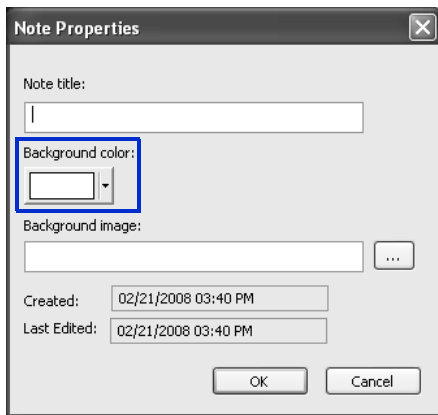 Note Properties
Note title:
Background color:
Background image:
...
Created: 02/21/2008 03:40 PM
Last Edited: 02/21/2008 03:40 PM
OK Cancel